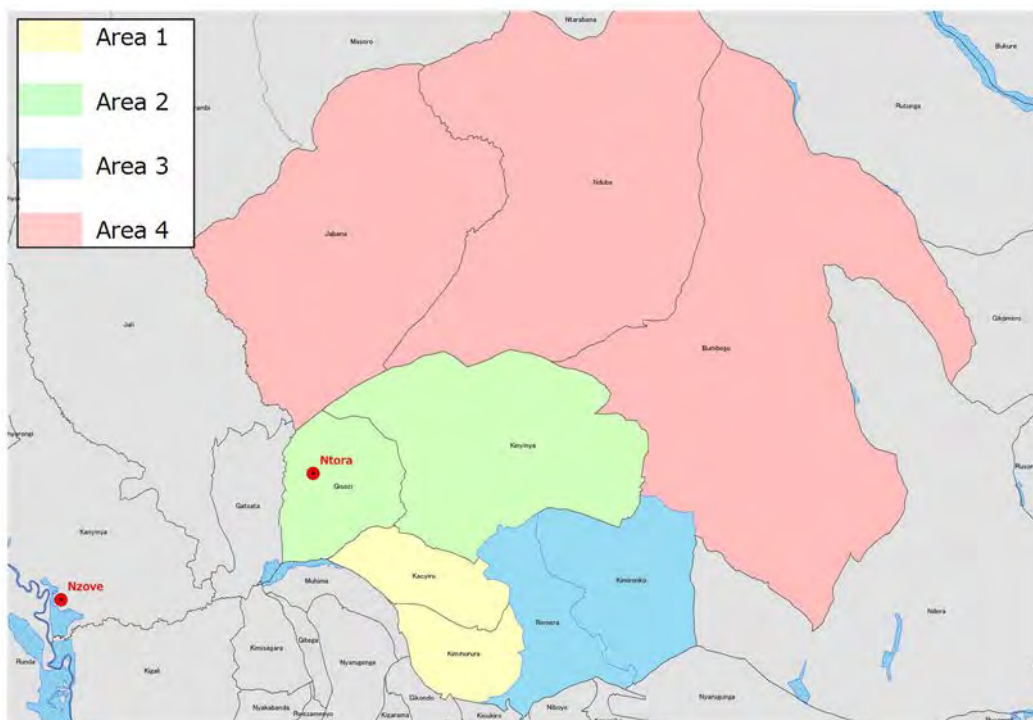 Area 1
Area 2
Area 3
Area 4
Ntarabana
Masoro
Bukure
Rutunga
Nduba
Jabana
Jali
Gikomero
Bumbogo
Kinyinya
Ntora
Gisozi
Gatsata
Kanyinya
Nzove
Muhima
Kacyiru
Kimironko
Remera
Ndera
Kimihurura
Gitega
Kimisagara
Nyarugenge
Runda
Kigali
Gikondo
Nyarugunga
Nyakabanda
Rwezamenyo
Kigarama
Kicukiro
Niboye